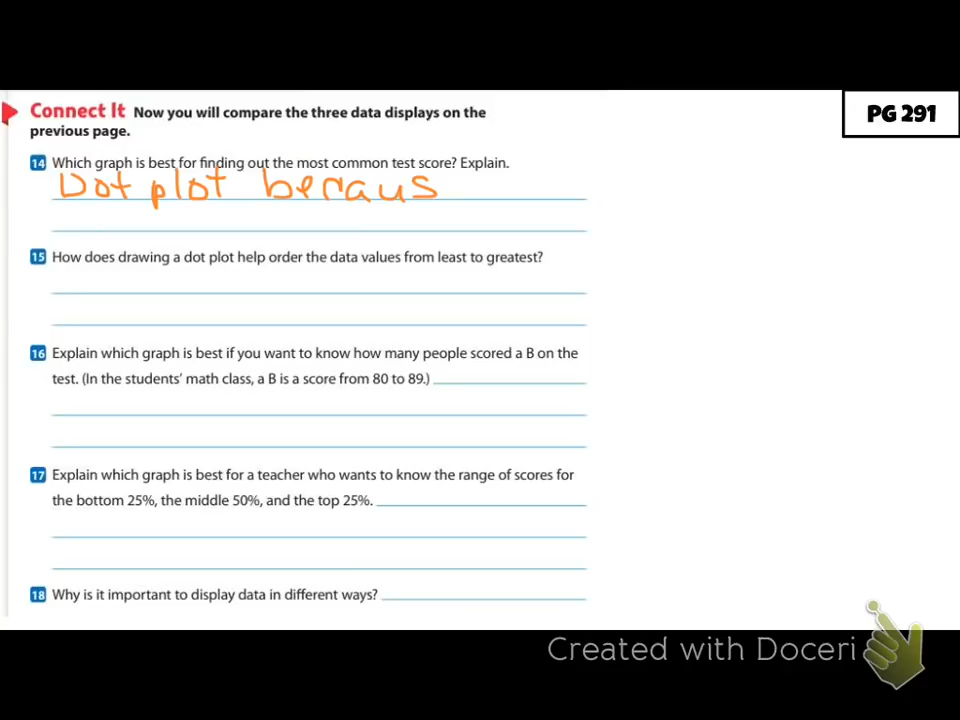 Connect It Now you will compare the three data displays on the
previous page.
PG 291
14 Which graph is best for finding out the most common test score? Explain.
Dot plot becaus
15 How does drawing a dot plot help order the data values from least to greatest?
16 Explain which graph is best if you want to know how many people scored a B on the
test. (In the students' math class, a B is a score from 80 to 89.)
17 Explain which graph is best for a teacher who wants to know the range of scores for
the bottom 25%, the middle 50%, and the top 25%.
18 Why is it important to display data in different ways?
Created with Doceri